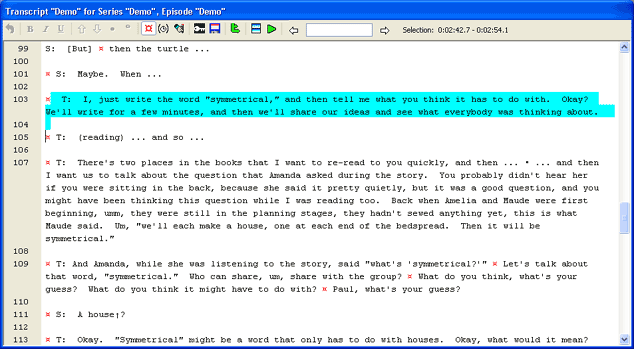 Transcript "Demo" for Series "Demo", Episode "Demo"
B I U Selection: 0:02:42.7 - 0:02:54.1
99 S: [But] ¤ then the turtle ...
100
101 ¤ S: Maybe. When ...
102
103 ¤ T: I, just write the word "symmetrical," and then tell me what you think it has to do with. Okay?
We'll write for a few minutes, and then we'll share our ideas and see what everybody was thinking about.
104
105 ¤ T: (reading) ... and so ...
106
107 ¤ T: There's two places in the books that I want to re-read to you quickly, and then ... • ... and then
I want us to talk about the question that Amanda asked during the story. You probably didn't hear her
if you were sitting in the back, because she said it pretty quietly, but it was a good question, and you
might have been thinking this question while I was reading too. Back when Amelia and Maude were first
beginning, umm, they were still in the planning stages, they hadn't sewed anything yet, this is what
Maude said. Um, "we'll each make a house, one at each end of the bedspread. Then it will be
symmetrical."
108
109 ¤ T: And Amanda, while she was listening to the story, said "what's 'symmetrical?'" ¤ Let's talk about
that word, "symmetrical." Who can share, um, share with the group? ¤ What do you think, what's your
guess? What do you think it might have to do with? ¤ Paul, what's your guess?
110
111 ¤ S: A house↑?
112
113 ¤ T: Okay. "Symmetrical" might be a word that only has to do with houses. Okay, what would it mean?